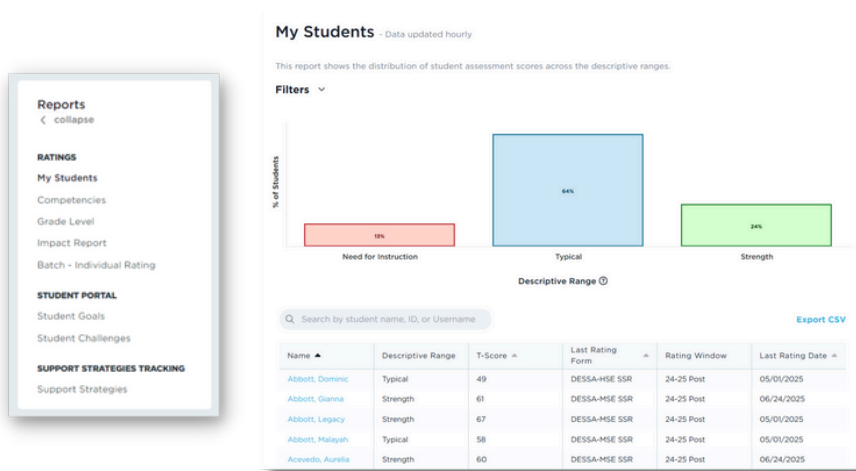 Reports
collapse
RATINGS
My Students
Competencies
Grade Level
Impact Report
Batch - Individual Rating
STUDENT PORTAL
Student Goals
Student Challenges
SUPPORT STRATEGIES TRACKING
Support Strategies
My Students - Data updated hourly
This report shows the distribution of student assessment scores across the descriptive ranges.
Filters
% of Students
13%
64%
24%
Need for Instruction Typical Strength
Descriptive Range ?
Search by student name, ID, or Username
Export CSV
Name Descriptive Range T-Score Last Rating Form Rating Window Last Rating Date
Abbott, Dominic Typical 49 DESSA-HSE SSR 24-25 Post 05/01/2025
Abbott, Gianna Strength 61 DESSA-MSE SSR 24-25 Post 06/24/2025
Abbott, Legacy Strength 67 DESSA-MSE SSR 24-25 Post 05/01/2025
Abbott, Malayah Typical 58 DESSA-MSE SSR 24-25 Post 05/01/2025
Acevedo, Aurelia Strength 60 DESSA-MSE SSR 24-25 Post 06/24/2025